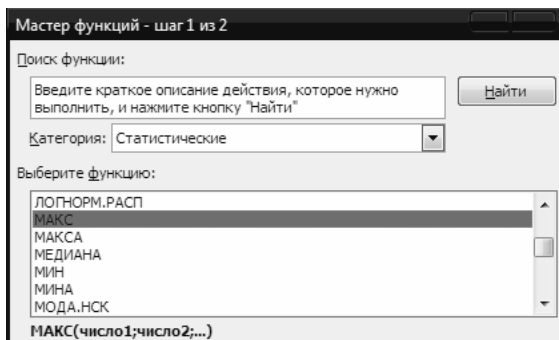 Мастер функций - шаг 1 из 2
Поиск функции:
Введите краткое описание действия, которое нужно
выполнить, и нажмите кнопку "Найти"
Найти
Категория: Статистические
Выберите функцию:
ЛОГНОРМ.РАСП
МАКС
МАКСА
МЕДИАНА
МИН
МИНА
МОДА.НСК
МАКС(число1;число2;...)